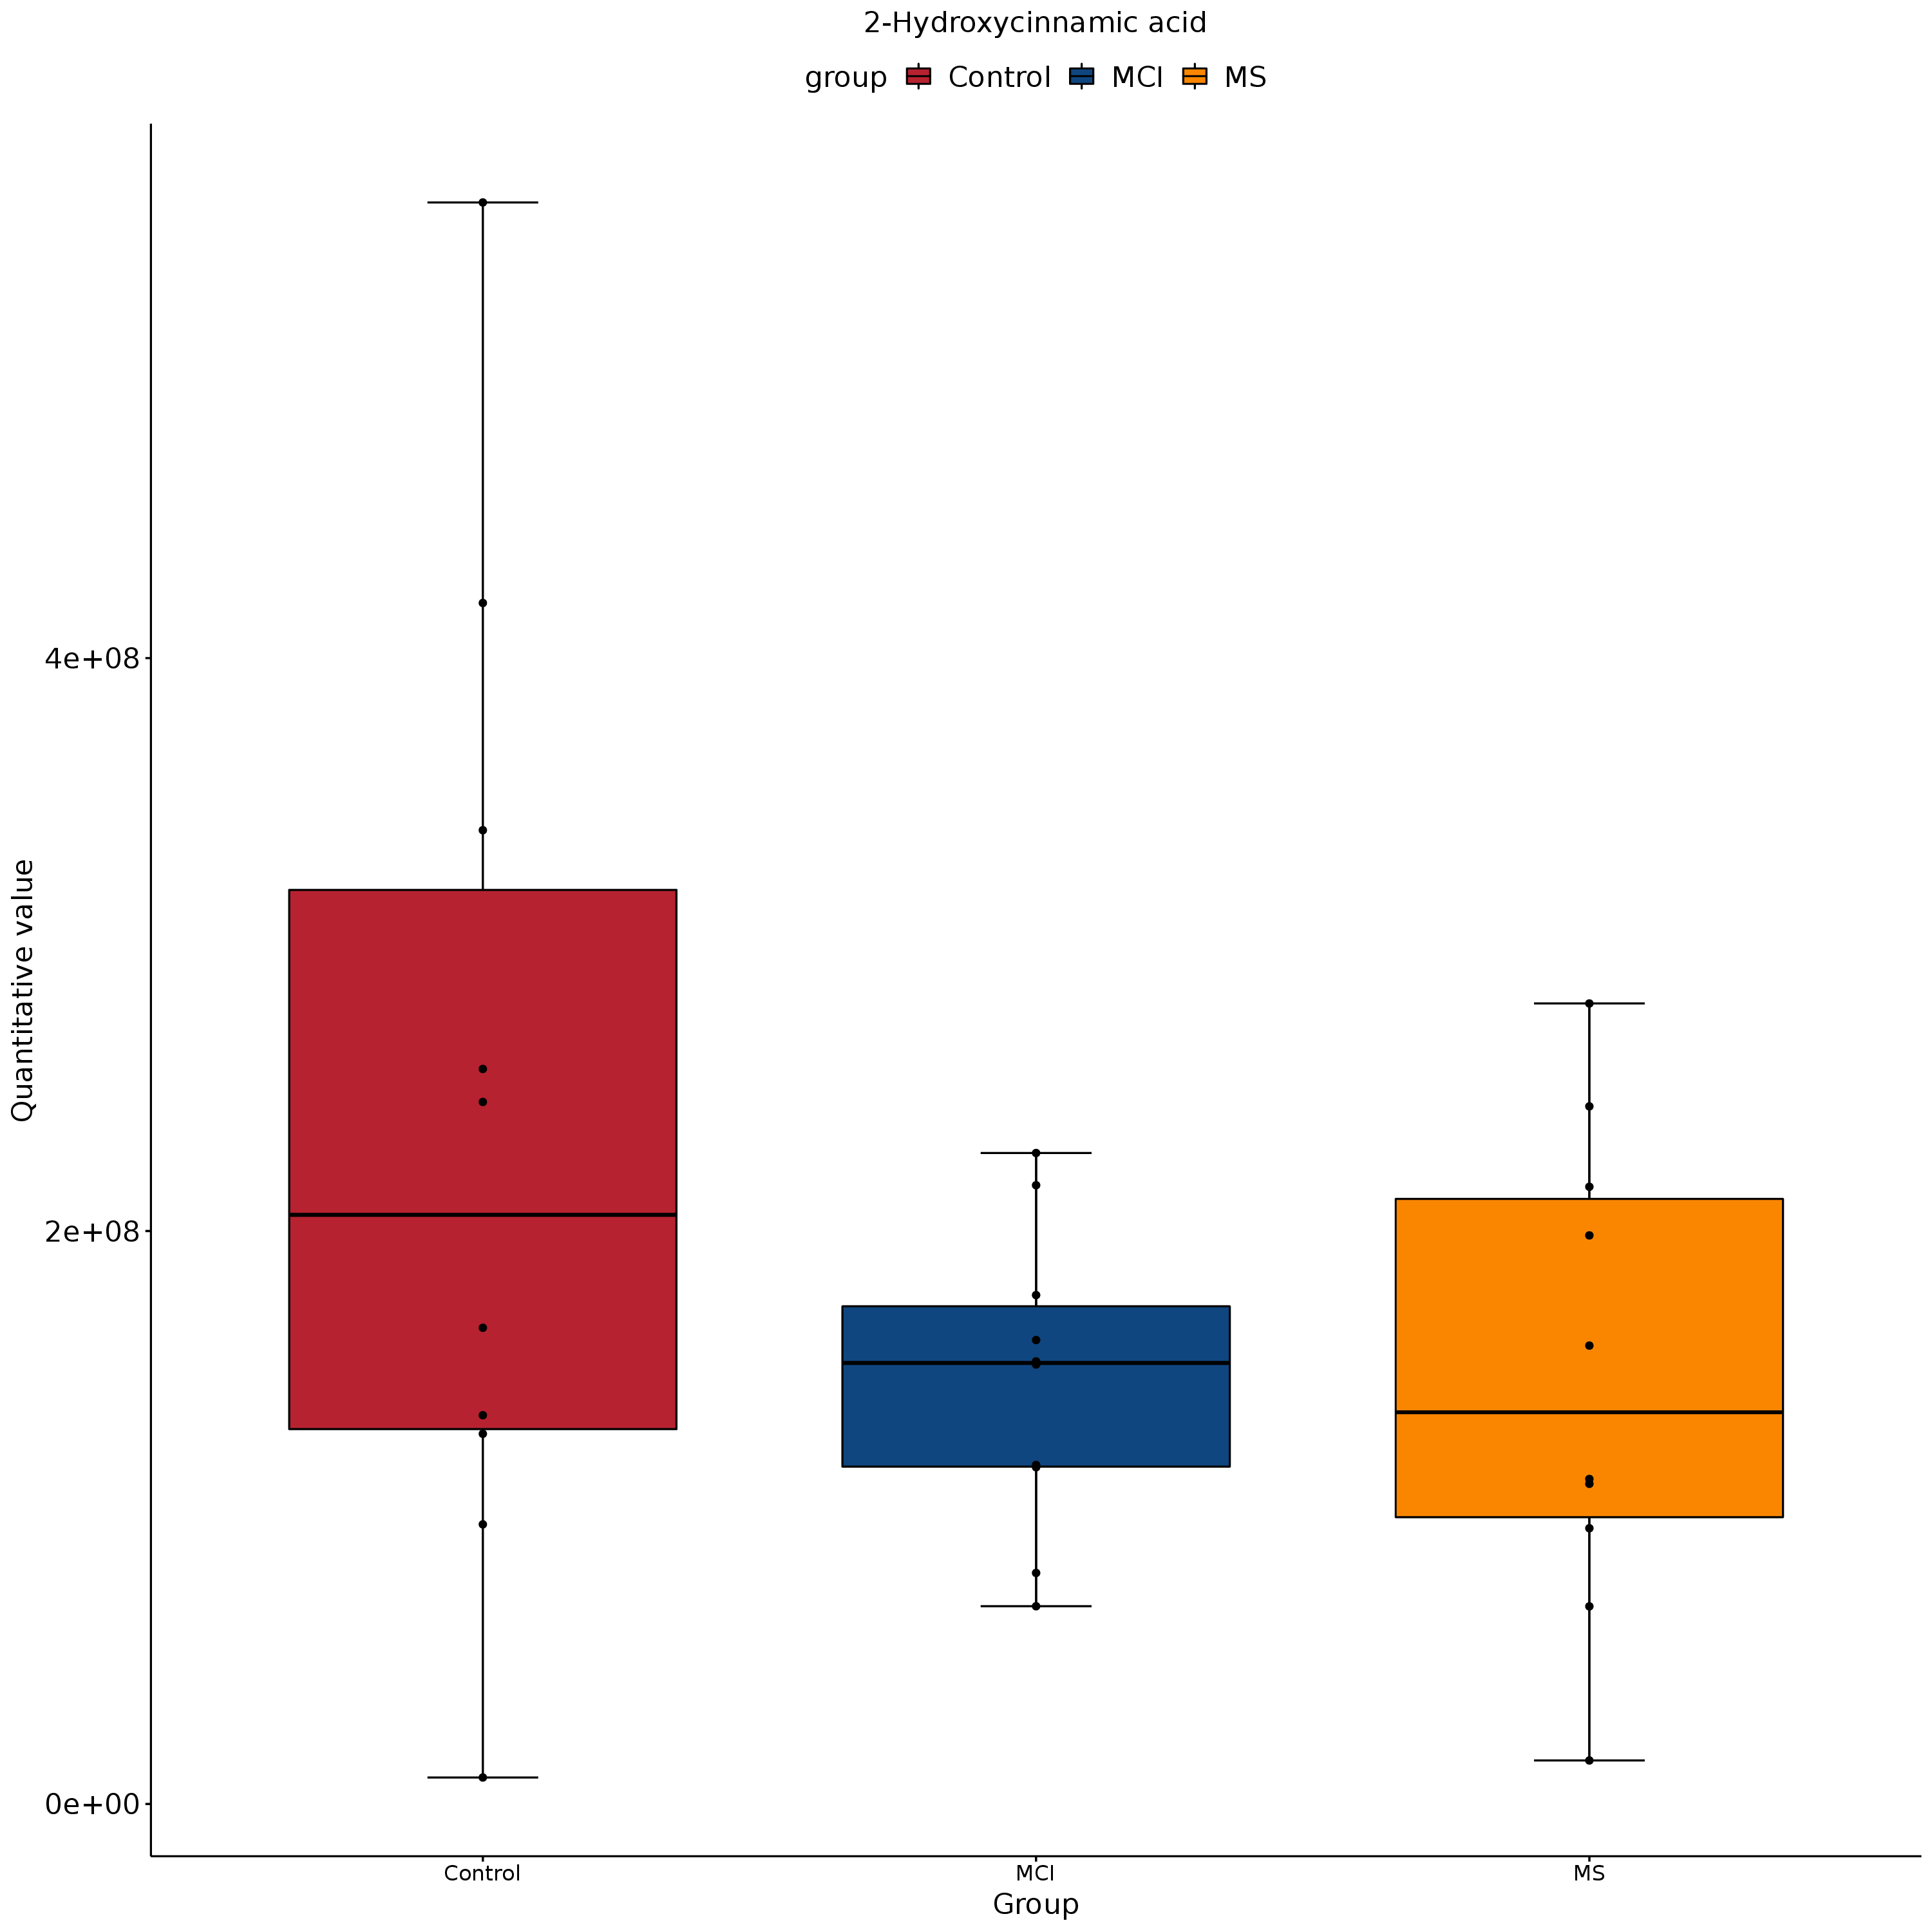 2-Hydroxycinnamic acid
group Control MCI MS
Quantitative value
4e+08
2e+08
0e+00
Control MCI MS
Group